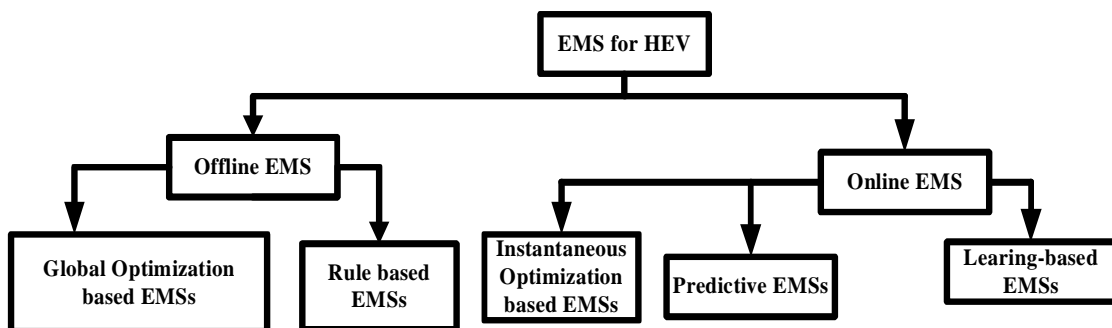 EMS for HEV
Offline EMS
Online EMS
Global Optimization
based EMSs
Rule based
EMSs
Instantaneous
Optimization
based EMSs
Predictive EMSs
Learing-based
EMSs